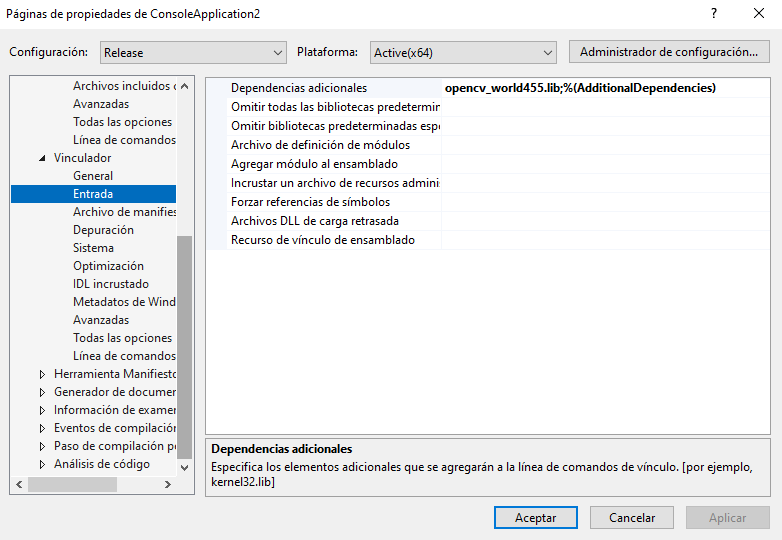 Páginas de propiedades de ConsoleApplication2 ?
Configuración: Release Plataforma: Active(x64) Administrador de configuración...
Archivos incluidos
Avanzadas
Todas las opciones
Línea de comandos
Vinculador
General
Entrada
Archivo de manifies
Depuración
Sistema
Optimización
IDL incrustado
Metadatos de Wind
Avanzadas
Todas las opciones
Línea de comandos
Herramienta Manifiesto
Generador de documer
Información de examer
Eventos de compilación
Paso de compilación pe
Análisis de código
Dependencias adicionales opencv_world455.lib;%(AdditionalDependencies)
Omitir todas las bibliotecas predetermin
Omitir bibliotecas predeterminadas espe
Archivo de definición de módulos
Agregar módulo al ensamblado
Incrustar un archivo de recursos adminis
Forzar referencias de símbolos
Archivos DLL de carga retrasada
Recurso de vínculo de ensamblado
Dependencias adicionales
Especifica los elementos adicionales que se agregarán a la línea de comandos de vínculo. [por ejemplo,
kernel32.lib]
Aceptar Cancelar Aplicar